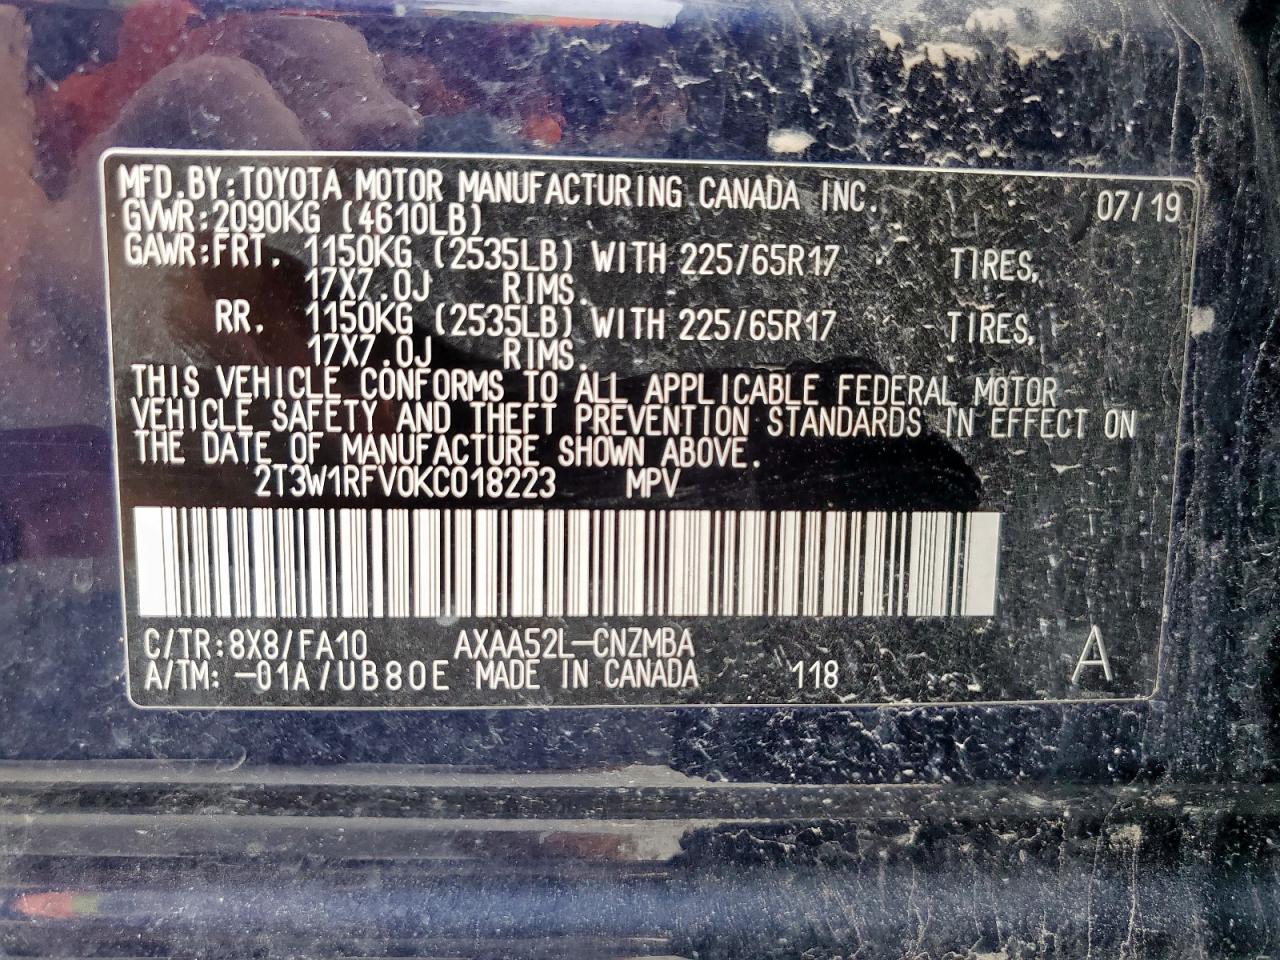 MFD.BY:TOYOTA MOTOR MANUFACTURING CANADA INC. 07/19
GVWR:2090KG (4610LB)
GAWR:FRT. 1150KG (2535LB) WITH 225/65R17 TIRES,
17X7.0J RIMS.
RR. 1150KG (2535LB) WITH 225/65R17 TIRES,
17X7.0J RIMS.
THIS VEHICLE CONFORMS TO ALL APPLICABLE FEDERAL MOTOR
VEHICLE SAFETY AND THEFT PREVENTION STANDARDS IN EFFECT ON
THE DATE OF MANUFACTURE SHOWN ABOVE.
2T3W1RFV0KC018223 MPV
C/TR:8X8/FA10 AXAA52L-CNZMBA
A/TM: -01A/UB80E MADE IN CANADA 118 A